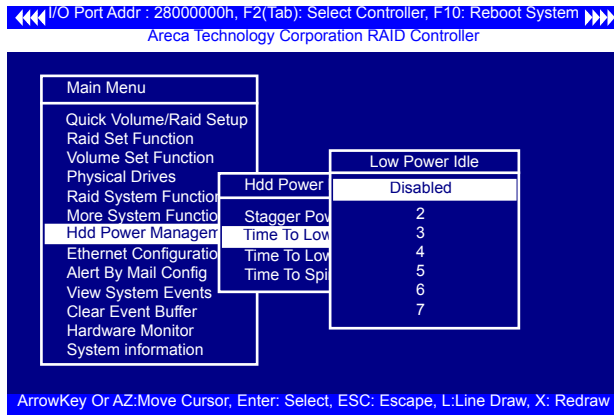 I/O Port Addr : 28000000h, F2(Tab): Select Controller, F10: Reboot System
Areca Technology Corporation RAID Controller
Main Menu
Quick Volume/Raid Setup
Raid Set Function
Volume Set Function
Physical Drives
Raid System Function
More System Functio
Hdd Power Managem
Ethernet Configuratio
Alert By Mail Config
View System Events
Clear Event Buffer
Hardware Monitor
System information
Hdd Power
Stagger Pow
Time To Low
Time To Low
Time To Spi
Low Power Idle
Disabled
2
3
4
5
6
7
ArrowKey Or AZ:Move Cursor, Enter: Select, ESC: Escape, L:Line Draw, X: Redraw